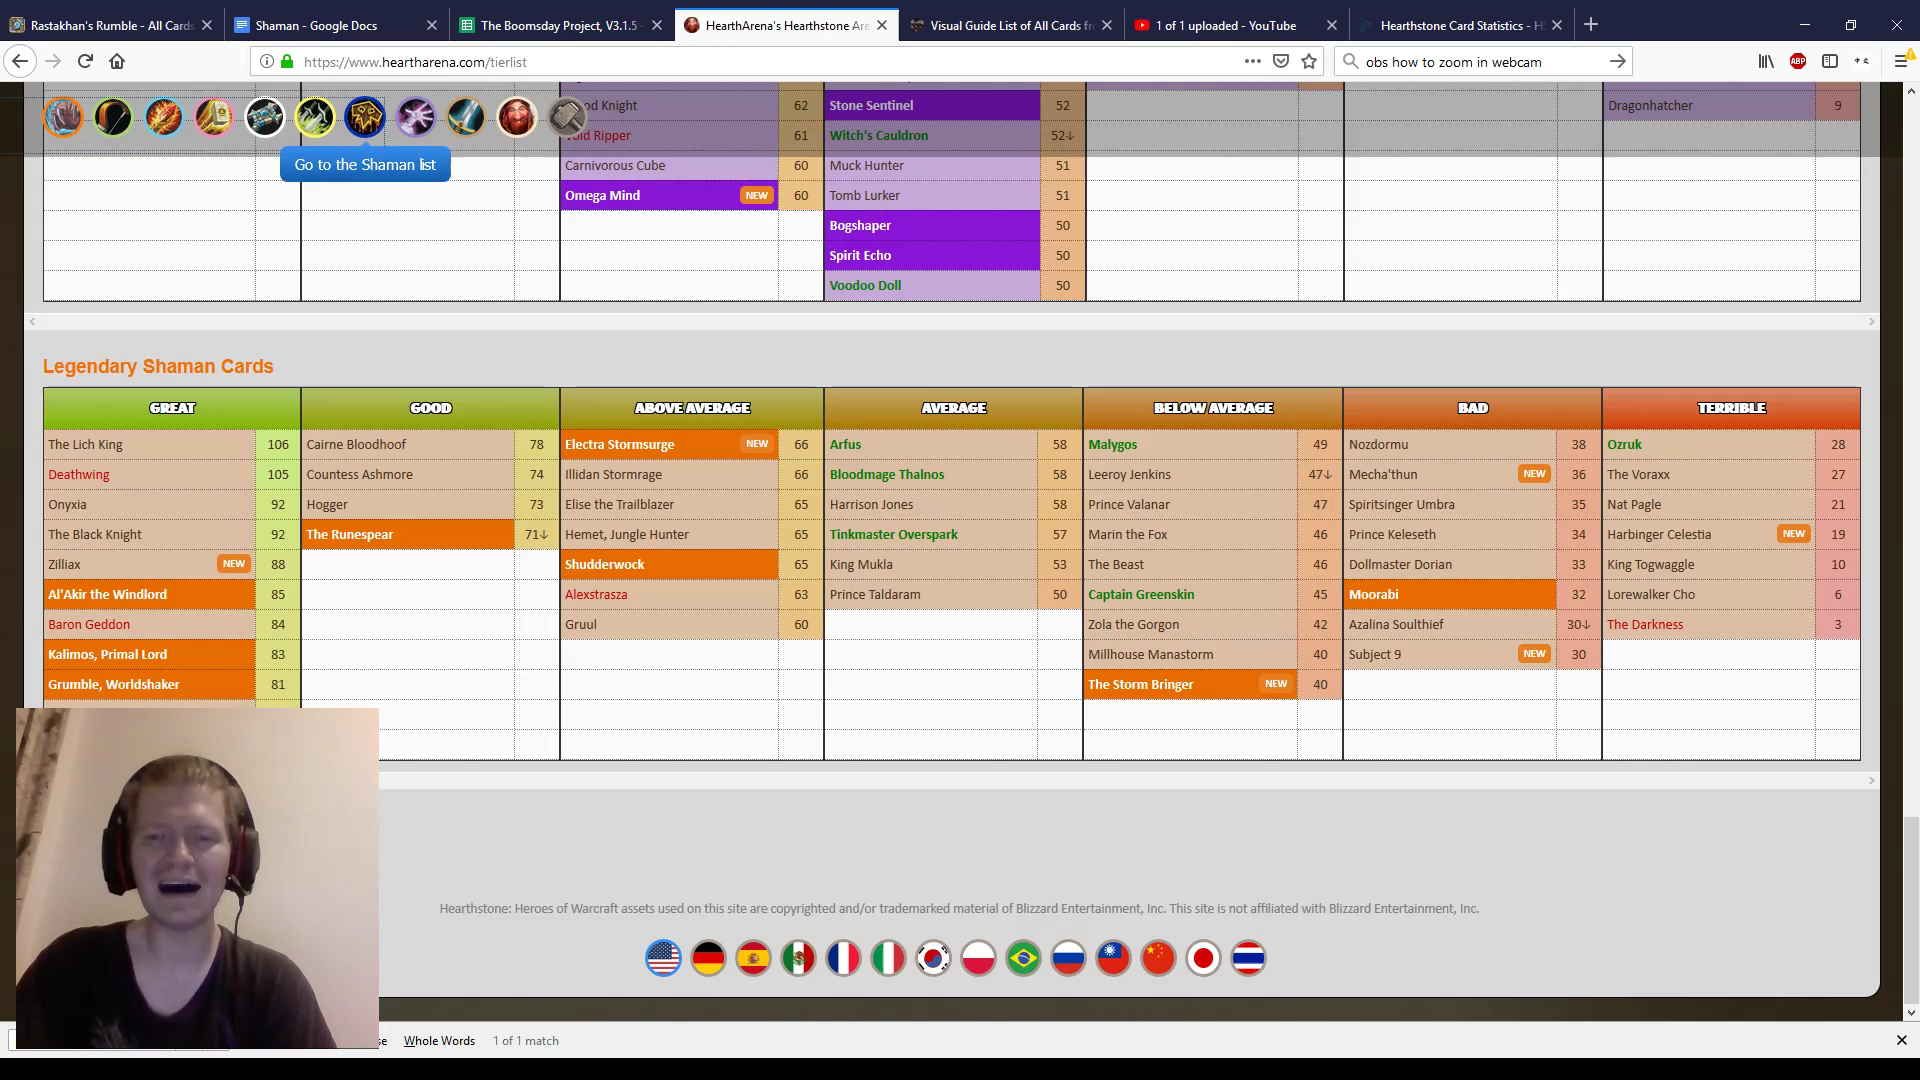 Rastakhan's Rumble - All Cards
Shaman - Google Docs
The Boomsday Project, V3.1.5 -
HearthArena's Hearthstone Are
Visual Guide List of All Cards fr
1 of 1 uploaded - YouTube
Hearthstone Card Statistics - H
https://www.heartharena.com/tierlist
obs how to zoom in webcam
ABP
Go to the Shaman list
Knight 62
Ripper 61
Carnivorous Cube 60
Omega Mind NEW 60
Stone Sentinel 52
Witch's Cauldron 52↓
Muck Hunter 51
Tomb Lurker 51
Bogshaper 50
Spirit Echo 50
Voodoo Doll 50
Dragonhatcher 9
Legendary Shaman Cards
GREAT
The Lich King 106
Deathwing 105
Onyxia 92
The Black Knight 92
Zilliax NEW 88
Al'Akir the Windlord 85
Baron Geddon 84
Kalimos, Primal Lord 83
Grumble, Worldshaker 81
GOOD
Cairne Bloodhoof 78
Countess Ashmore 74
Hogger 73
The Runespear 71↓
ABOVE AVERAGE
Electra Stormsurge NEW 66
Illidan Stormrage 66
Elise the Trailblazer 65
Hemet, Jungle Hunter 65
Shudderwock 65
Alexstrasza 63
Gruul 60
AVERAGE
Arfus 58
Bloodmage Thalnos 58
Harrison Jones 58
Tinkmaster Overspark 57
King Mukla 53
Prince Taldaram 50
BELOW AVERAGE
Malygos 49
Leeroy Jenkins 47↓
Prince Valanar 47
Marin the Fox 46
The Beast 46
Captain Greenskin 45
Zola the Gorgon 42
Millhouse Manastorm 40
The Storm Bringer NEW 40
BAD
Nozdormu 38
Mecha'thun NEW 36
Spiritsinger Umbra 35
Prince Keleseth 34
Dollmaster Dorian 33
Moorabi 32
Azalina Soulthief 30↓
Subject 9 NEW 30
TERRIBLE
Ozruk 28
The Voraxx 27
Nat Pagle 21
Harbinger Celestia NEW 19
King Togwaggle 10
Lorewalker Cho 6
The Darkness 3
Hearthstone: Heroes of Warcraft assets used on this site are copyrighted and/or trademarked material of Blizzard Entertainment, Inc. This site is not affiliated with Blizzard Entertainment, Inc.
Whole Words 1 of 1 match